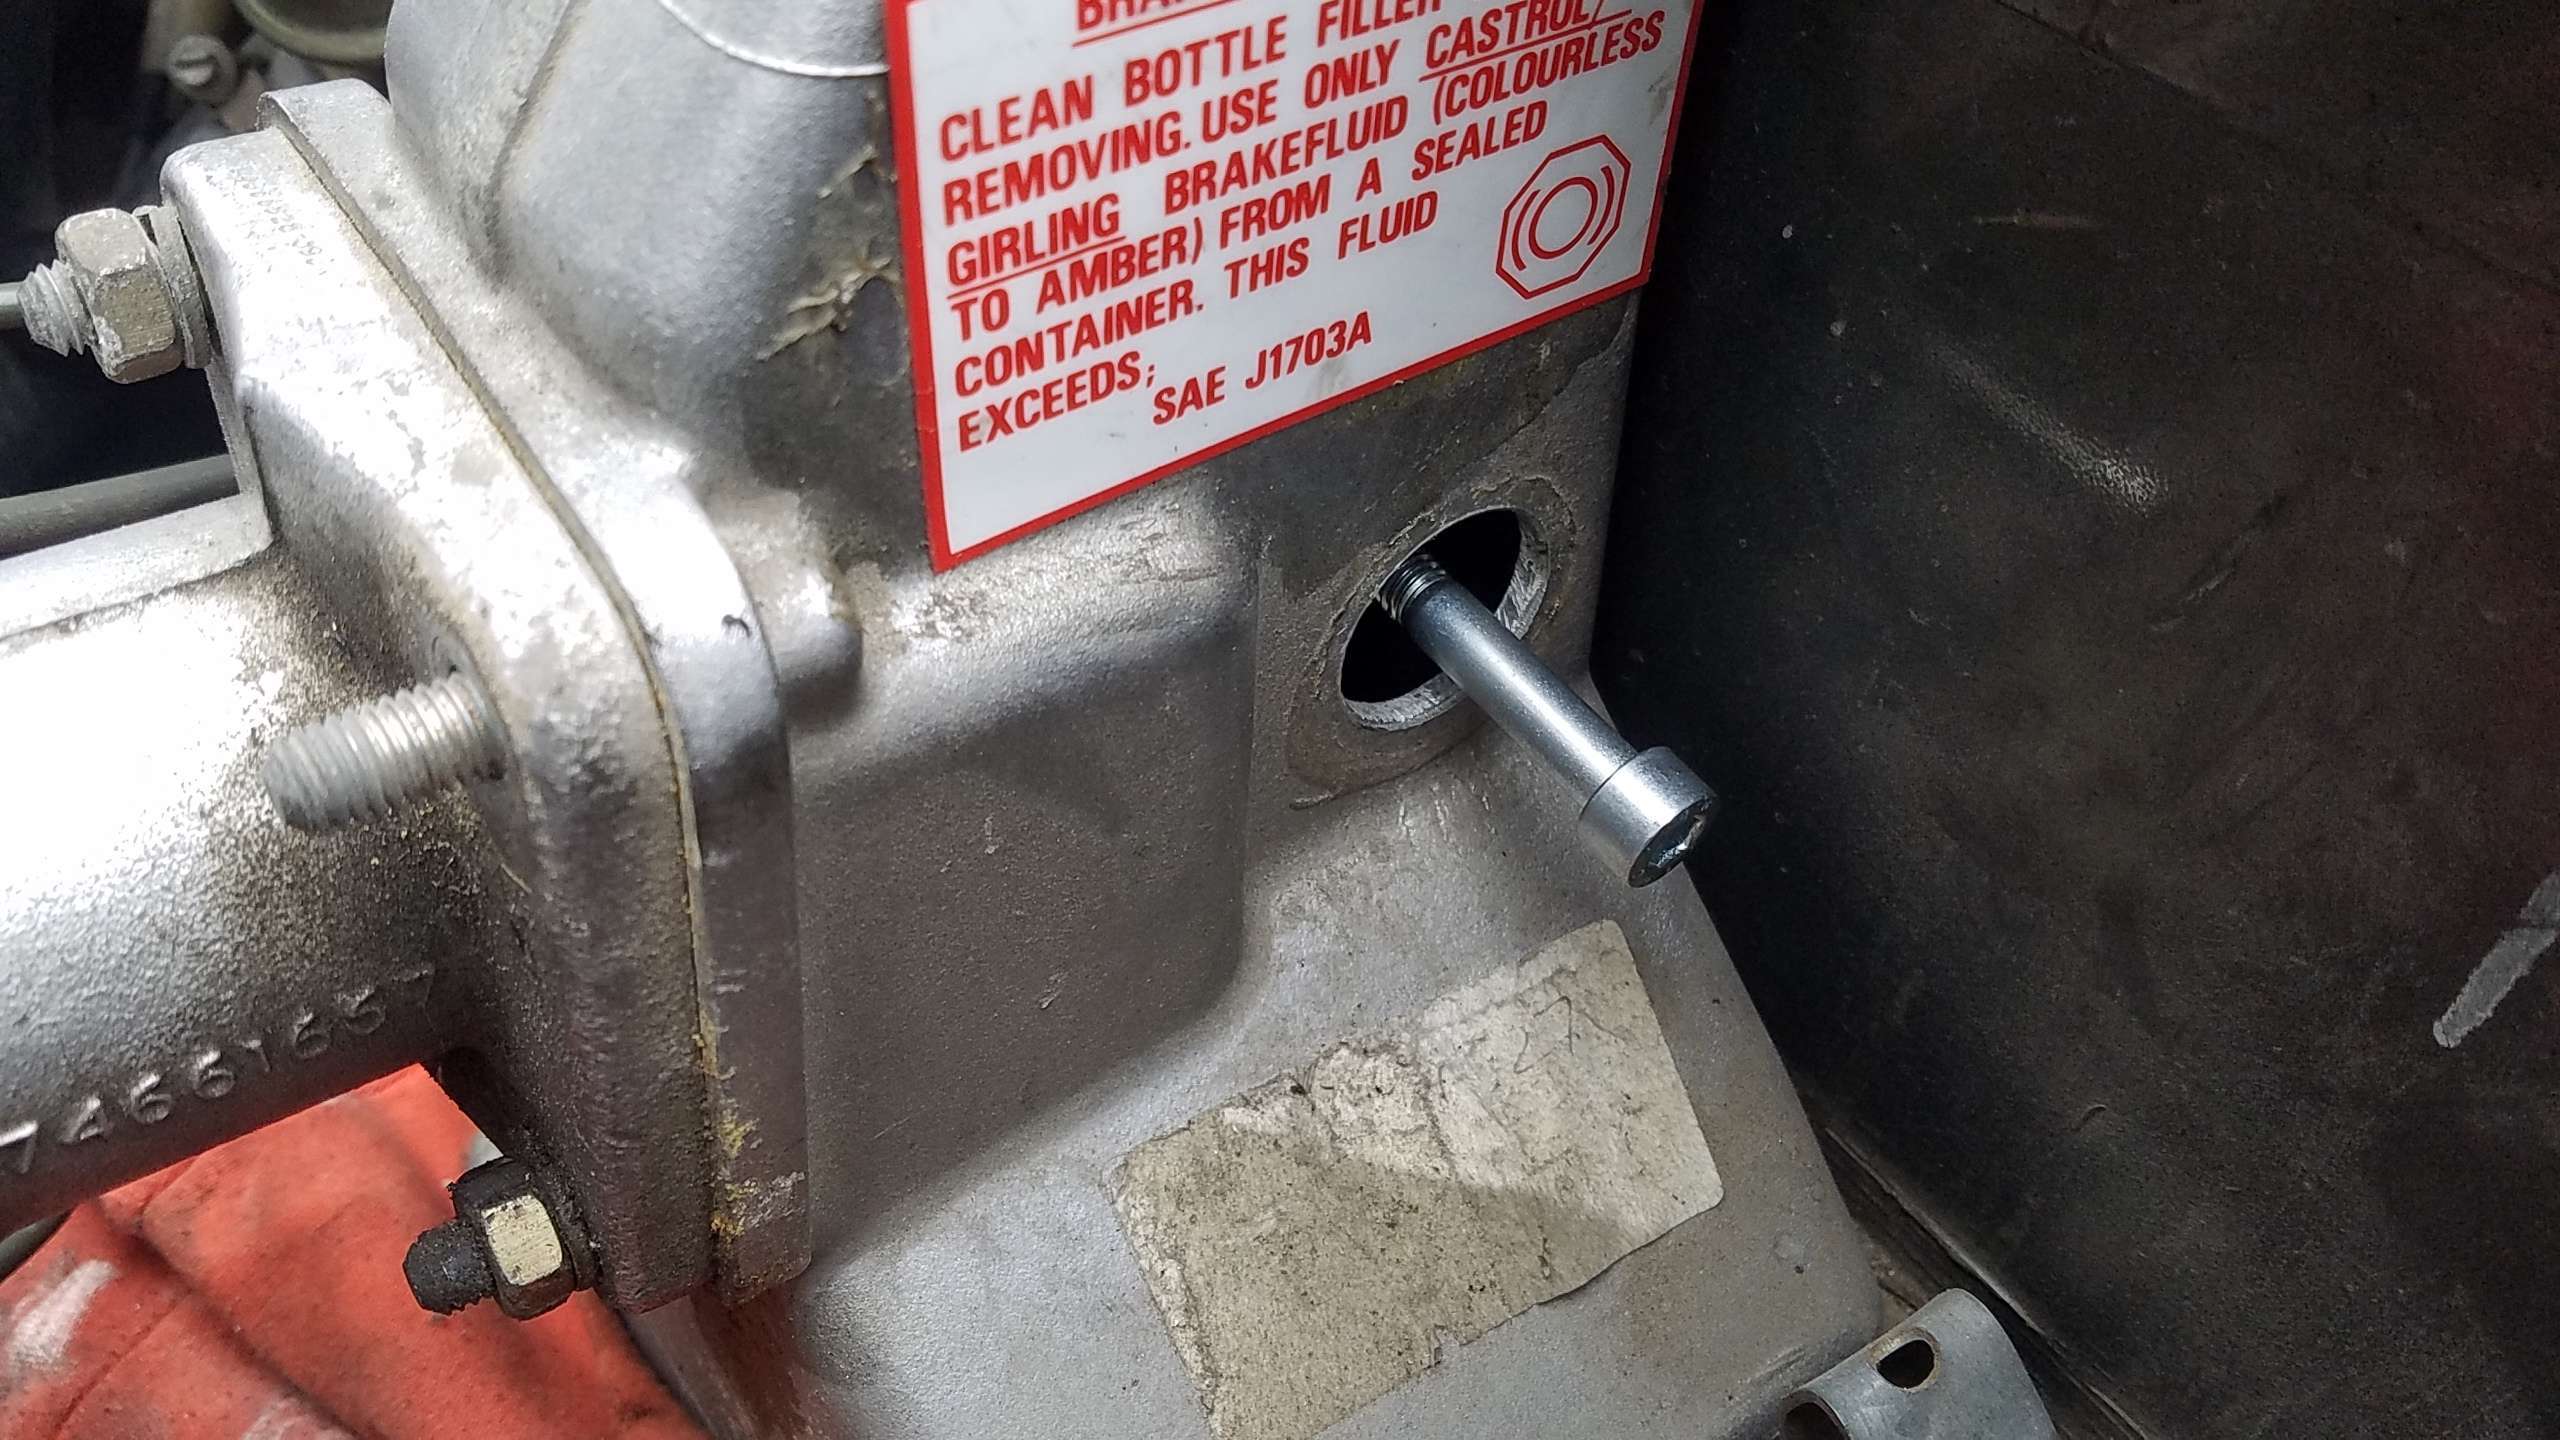 CLEAN BOTTLE FILLER
REMOVING. USE ONLY CASTROL/
GIRLING BRAKEFLUID (COLOURLESS
TO AMBER) FROM A SEALED
CONTAINER. THIS FLUID
EXCEEDS;
SAE J1703A
27